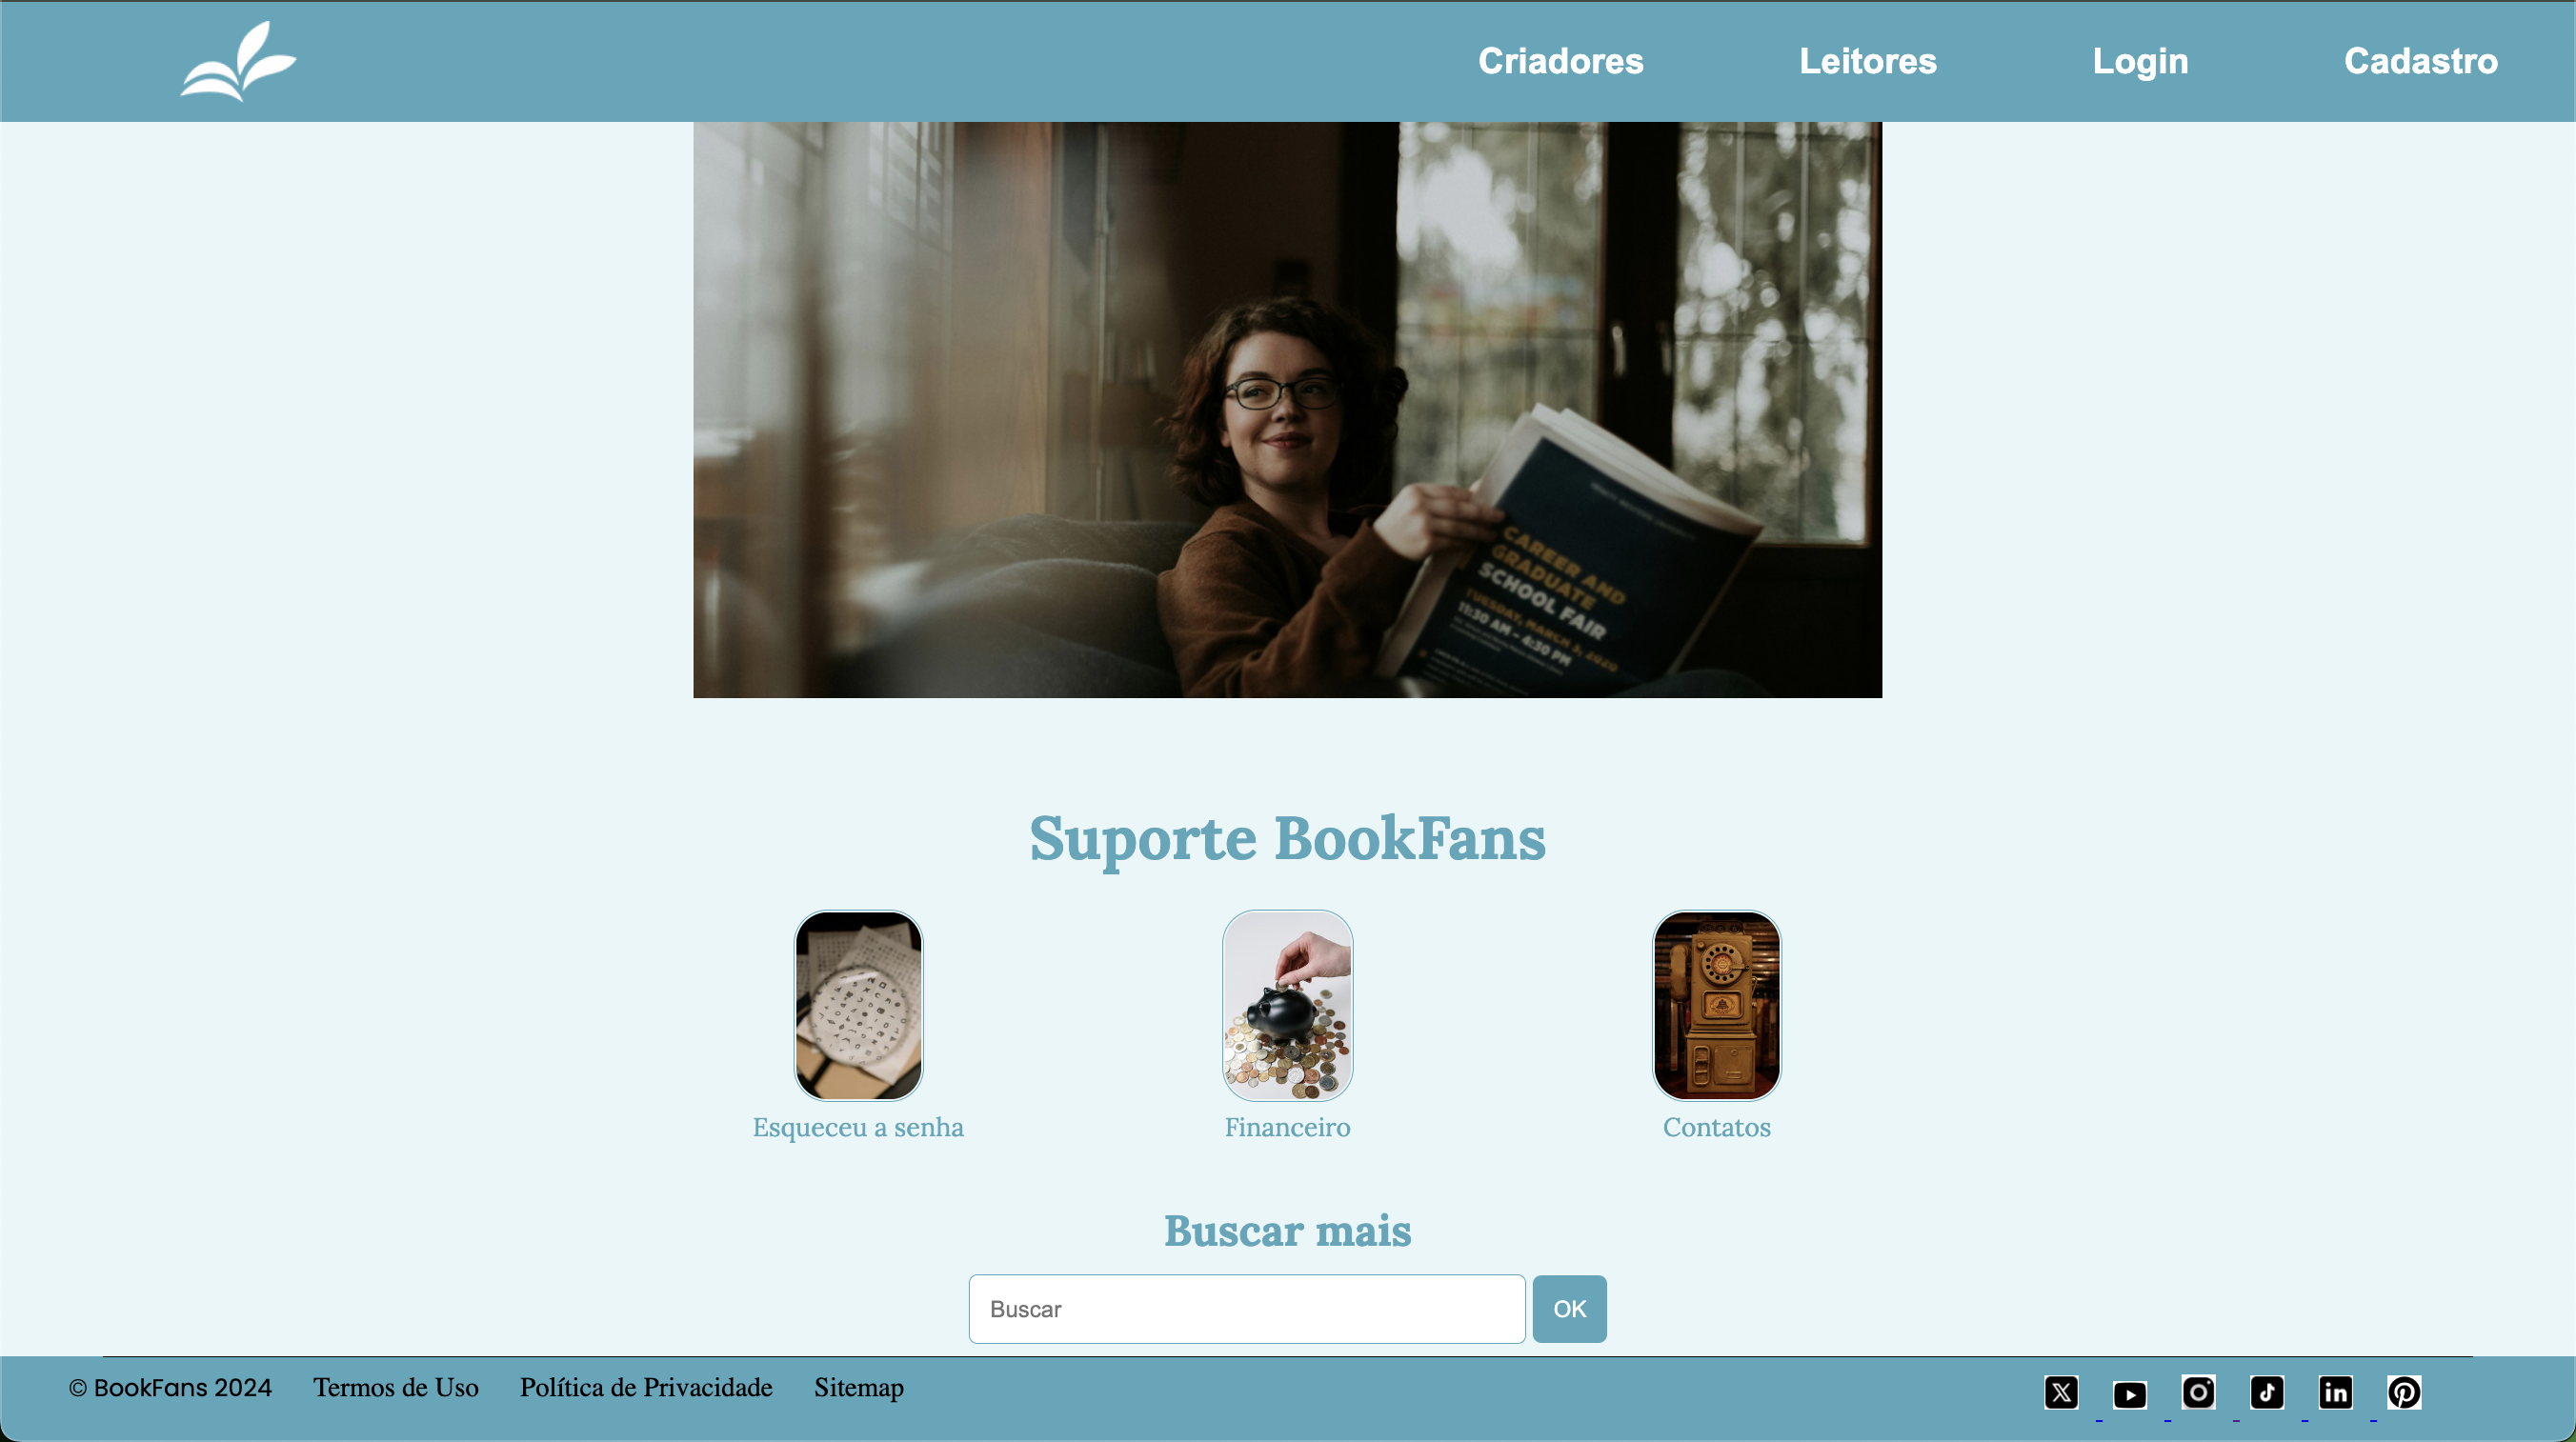 Criadores Leitores Login Cadastro
CAREER AND
GRADUATE
SCHOOL FAIR
TUESDAY, MARCH 3, 2020
11:30 AM - 4:30 PM
Suporte BookFans
Esqueceu a senha Financeiro Contatos
Buscar mais
Buscar OK
© BookFans 2024 Termos de Uso Política de Privacidade Sitemap